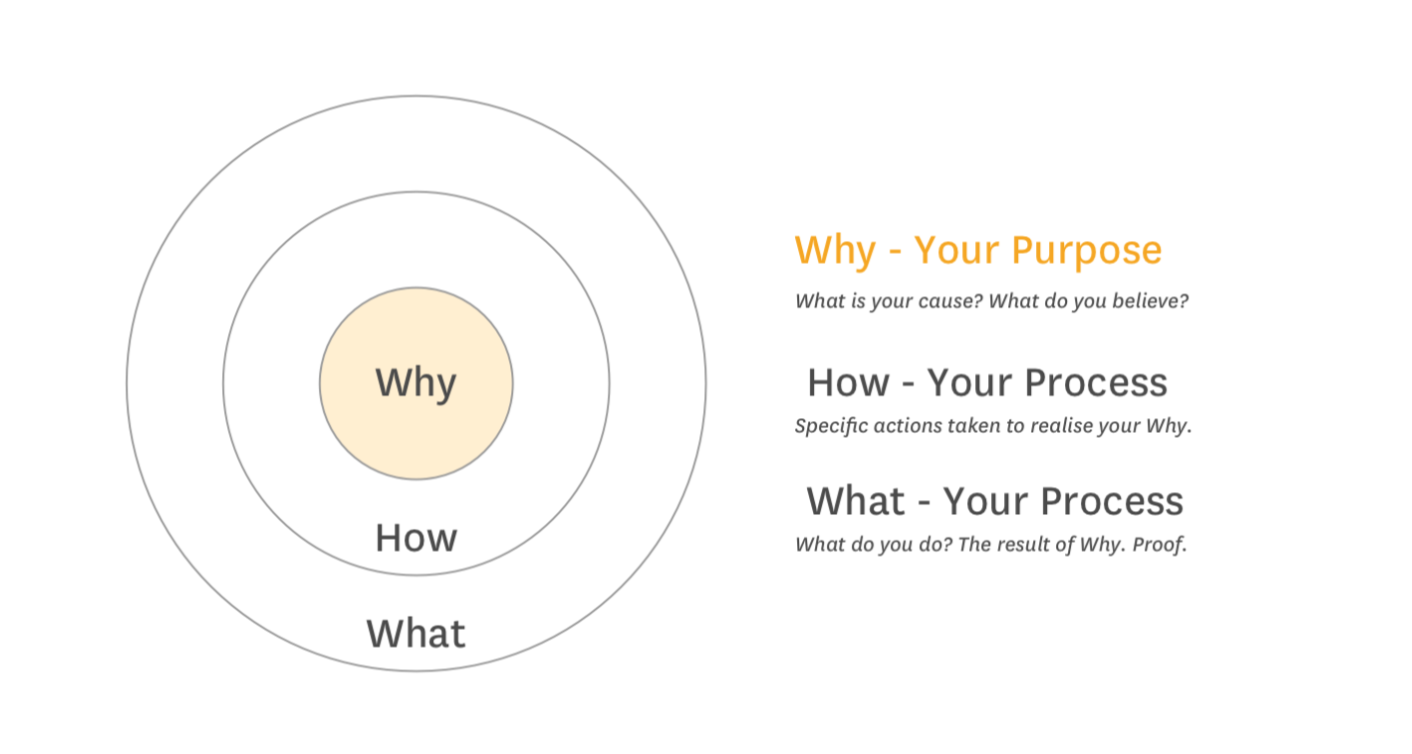 Why
How
What
Why - Your Purpose
What is your cause? What do you believe?
How - Your Process
Specific actions taken to realise your Why.
What - Your Process
What do you do? The result of Why. Proof.